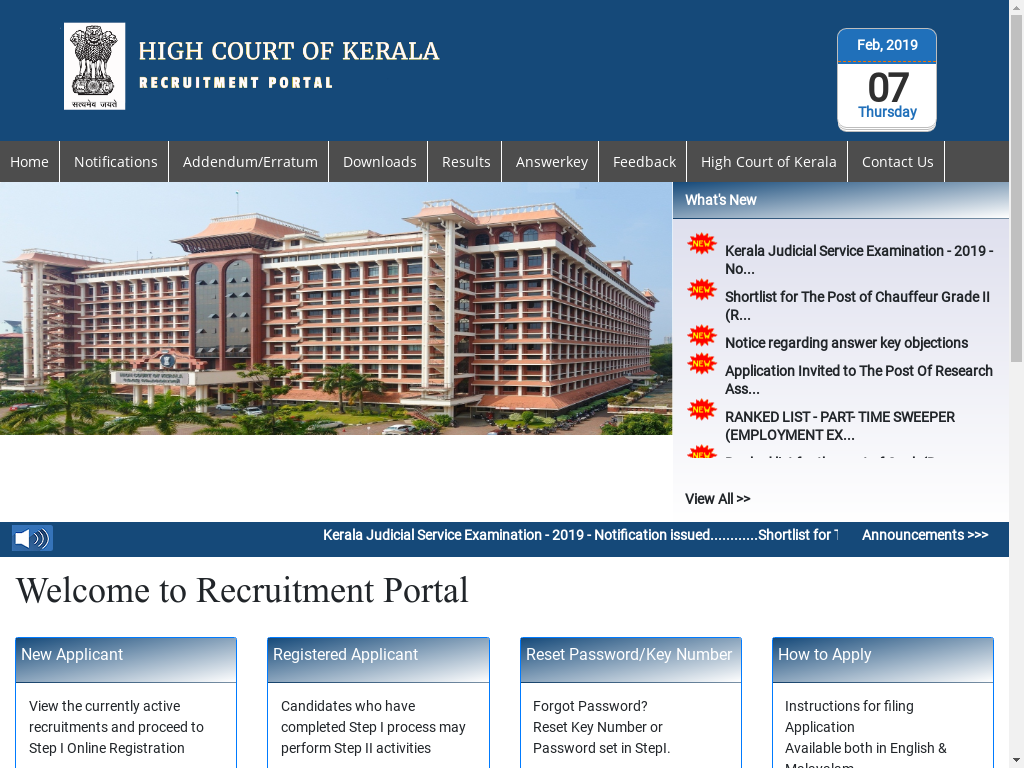 HIGH COURT OF KERALA
RECRUITMENT PORTAL
सत्यमेव जयते
Feb, 2019
07
Thursday
Home Notifications Addendum/Erratum Downloads Results Answerkey Feedback High Court of Kerala Contact Us
HIGH COURT OF KERALA
What's New
NEW
Kerala Judicial Service Examination - 2019 -
No...
NEW
Shortlist for The Post of Chauffeur Grade II
(R...
NEW
Notice regarding answer key objections
NEW
Application Invited to The Post Of Research
Ass...
NEW
RANKED LIST - PART- TIME SWEEPER
(EMPLOYMENT EX...
NEW
View All >>
Kerala Judicial Service Examination - 2019 - Notification issued............Shortlist for
Announcements >>>
Welcome to Recruitment Portal
New Applicant
View the currently active
recruitments and proceed to
Step I Online Registration
Registered Applicant
Candidates who have
completed Step I process may
perform Step II activities
Reset Password/Key Number
Forgot Password?
Reset Key Number or
Password set in StepI.
How to Apply
Instructions for filing
Application
Available both in English &
Malayalam